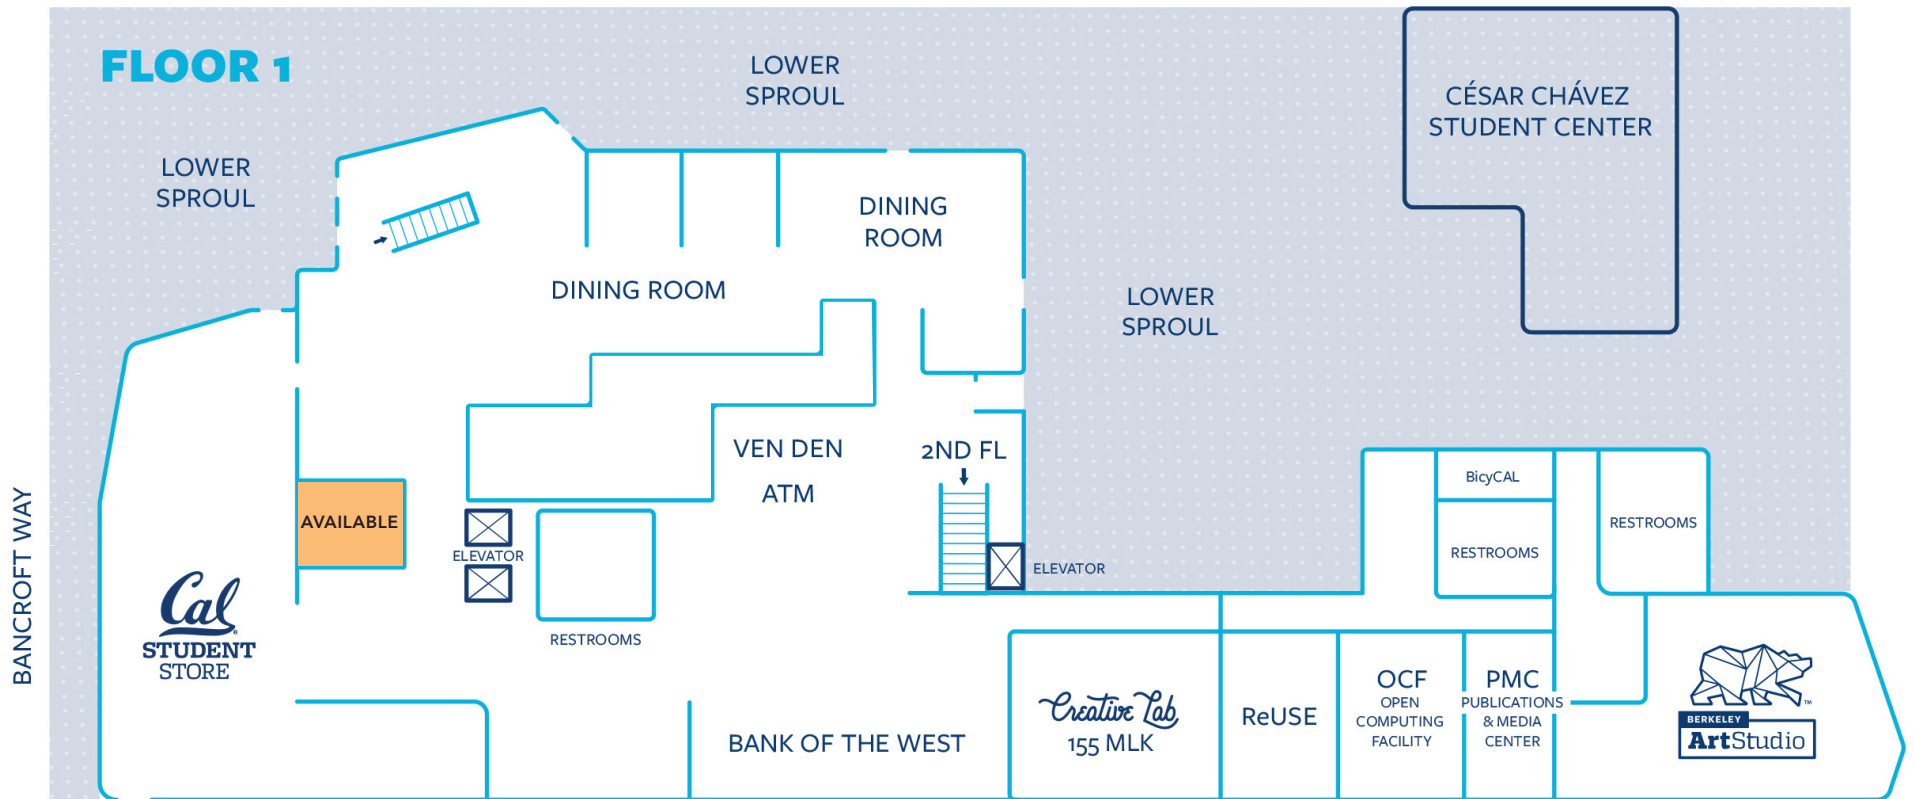 FLOOR 1
LOWER
SPROUL
CÉSAR CHÁVEZ
STUDENT CENTER
LOWER
SPROUL
DINING
ROOM
DINING ROOM
LOWER
SPROUL
VEN DEN
ATM
2ND FL
BANCROFT WAY
AVAILABLE
ELEVATOR
ELEVATOR
BicyCAL
RESTROOMS
RESTROOMS
Cal
STUDENT
STORE
RESTROOMS
BANK OF THE WEST
Creative Lab
155 MLK
ReUSE
OCF
OPEN
COMPUTING
FACILITY
PMC
PUBLICATIONS
& MEDIA
CENTER
TM
BERKELEY
ArtStudio